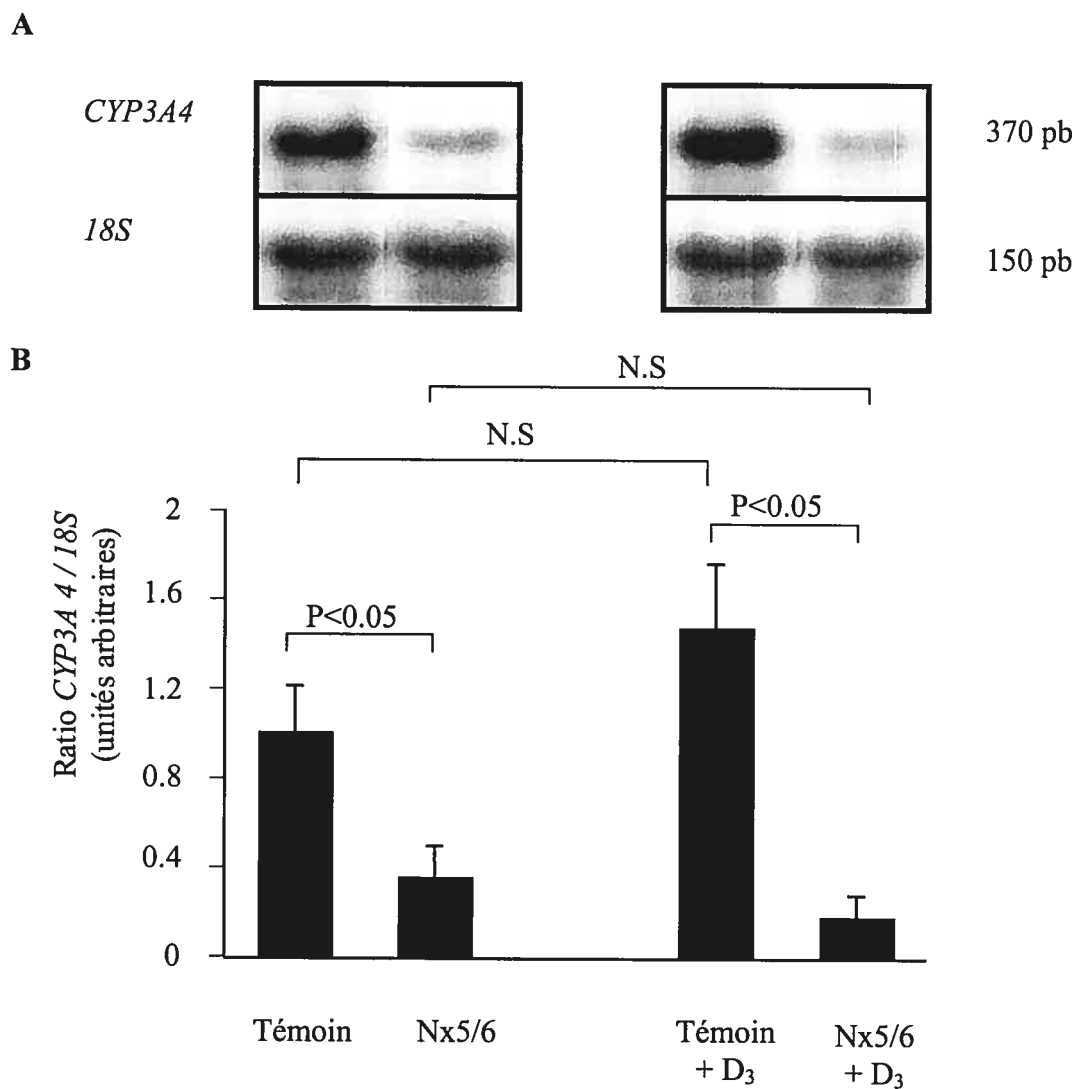 A
CYP3A4
370 pb
18S
150 pb
B
N.S
N.S
P<0.05
P<0.05
Ratio CYP3A 4 / 18S
(unités arbitraires)
2
1.6
1.2
0.8
0.4
0
Témoin
Nx5/6
Témoin
+ D₃
Nx5/6
+ D₃